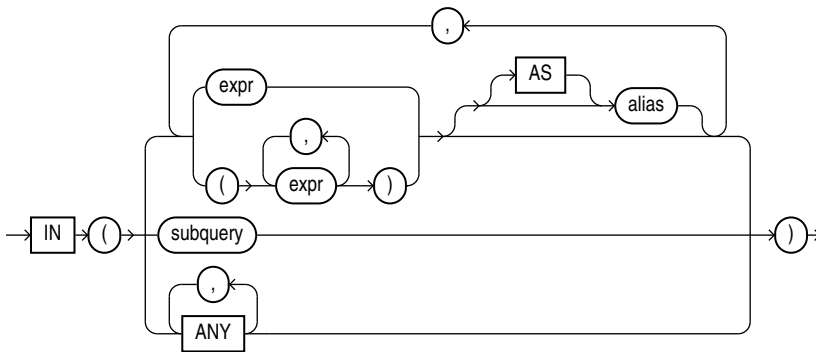 ,
AS
expr
alias
,
( expr )
IN ( subquery )
,
ANY